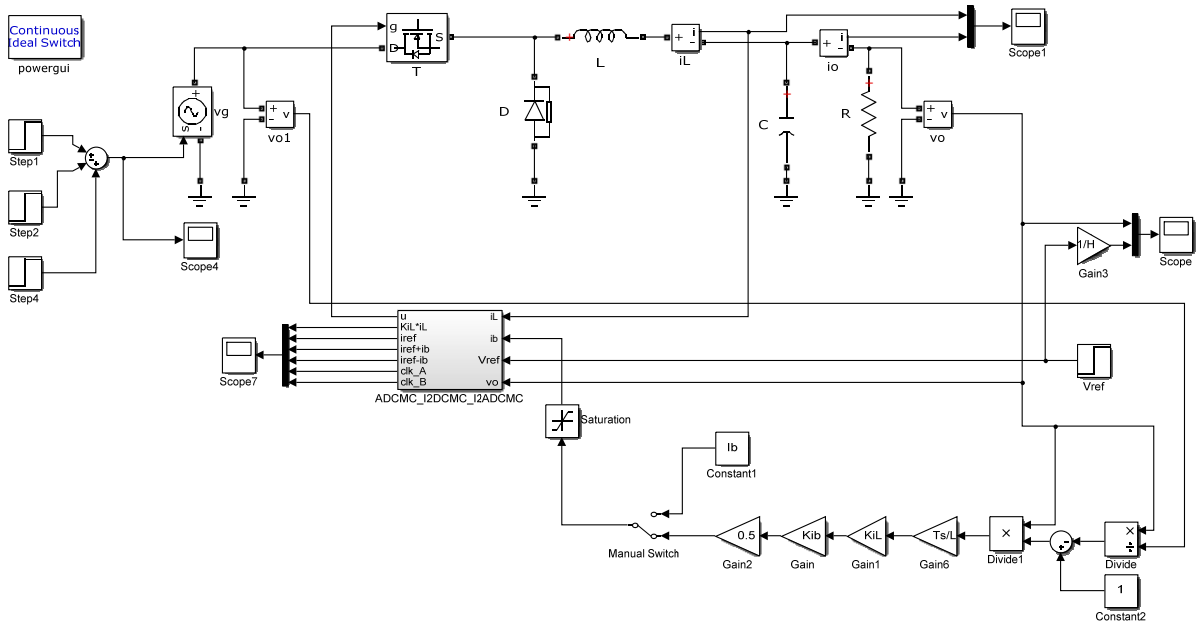 Continuous
Ideal Switch
powergui
g
D
S
T
+
L
+
i
-
iL
+
i
-
io
Scope1
+
-
S
vg
+
-
v
vo1
D
C
R
+
-
v
vo
Step1
Step2
Step4
Scope4
1/H
Gain3
Scope
Scope7
u
KiL*iL
iref
iref+ib
iref-ib
clk_A
clk_B
iL
ib
Vref
vo
ADCMC_I2DCMC_I2ADCMC
Vref
Saturation
Ib
Constant1
Manual Switch
0.5
Gain2
Kib
Gain
KiL
Gain1
Ts/L
Gain6
×
Divide1
+
-
×
÷
Divide
1
Constant2